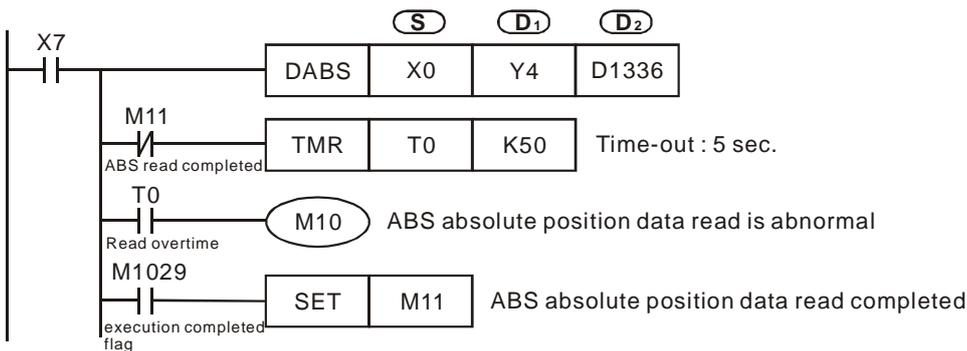 S D1 D2
X7
DABS X0 Y4 D1336
M11
TMR T0 K50 Time-out : 5 sec.
ABS read completed
T0
M10 ABS absolute position data read is abnormal
Read overtime
M1029
SET M11 ABS absolute position data read completed
execution completed
flag